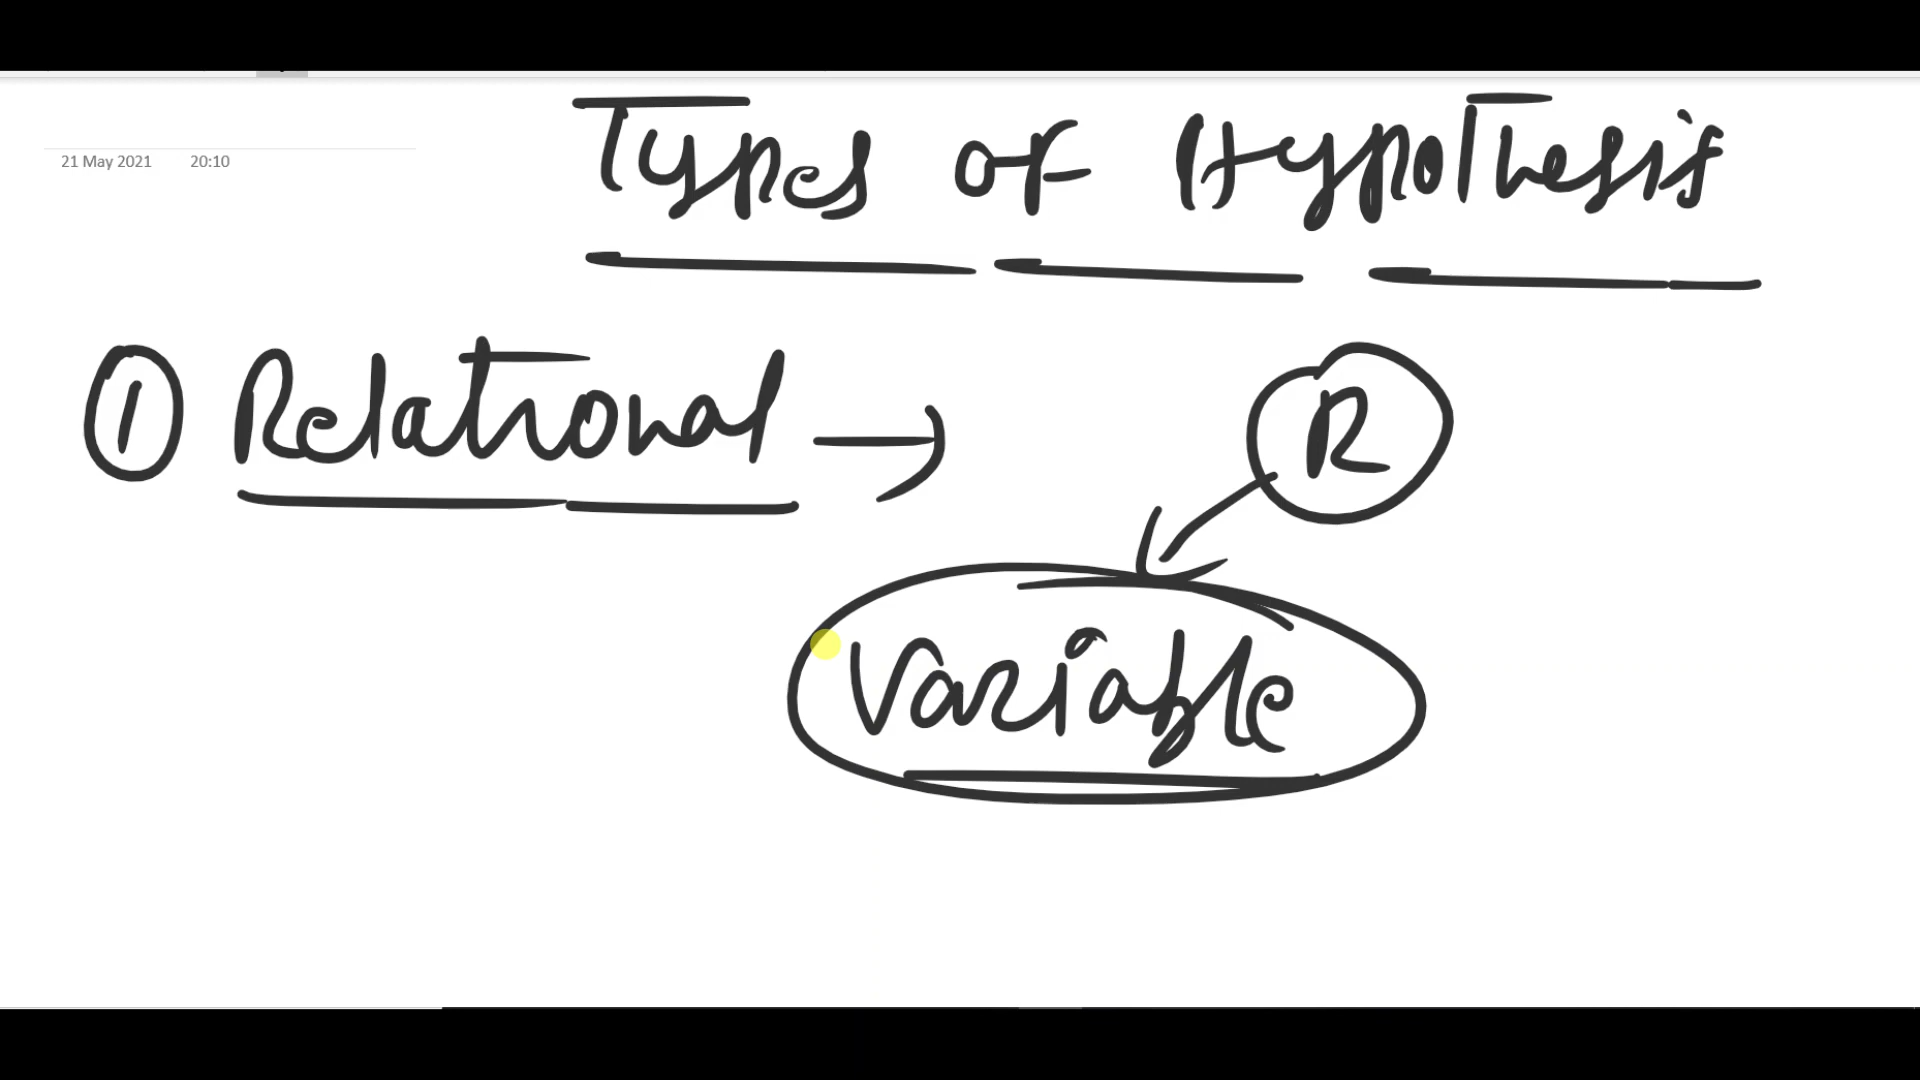 Types of Hypothesis
21 May 2021 20:10
1 Relational →
R
Variable